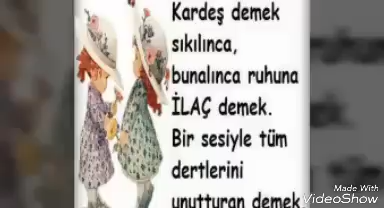 Kardeş demek
sıkılınca,
bunalınca ruhuna
İLAÇ demek.
Bir sesiyle tüm
dertlerini
unutturan demek
Made With
VideoShow